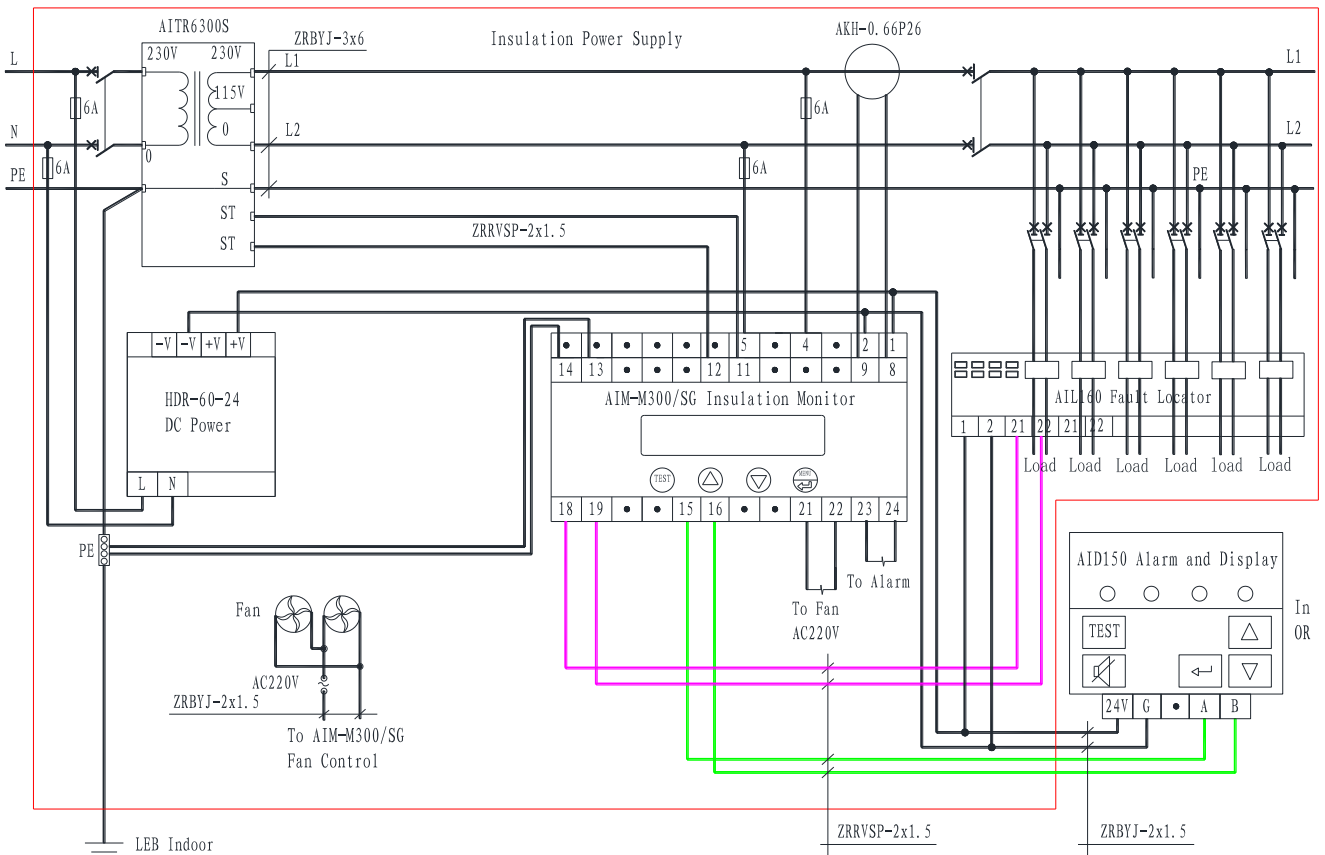 AITR6300S
ZRBYJ-3x6
Insulation Power Supply
AKH-0.66P26
L
230V
230V
L1
L1
6A
115V
6A
N
0
L2
L2
6A
0
6A
PE
S
PE
ST
ZRRVSP-2x1.5
ST
-V -V +V +V
HDR-60-24
DC Power
L N
5 4 2 1
14 13 12 11 9 8
AIM-M300/SG Insulation Monitor
TEST
MENU
18 19 15 16 21 22 23 24
AIL160 Fault Locator
1 2 21 22 21 22
Load Load Load Load load Load
PE
To Alarm
To Fan
AC220V
AID150 Alarm and Display
TEST
24V G A B
In
OR
Fan
AC220V
ZRBYJ-2x1.5
To AIM-M300/SG
Fan Control
ZRRVSP-2x1.5
ZRBYJ-2x1.5
LEB Indoor